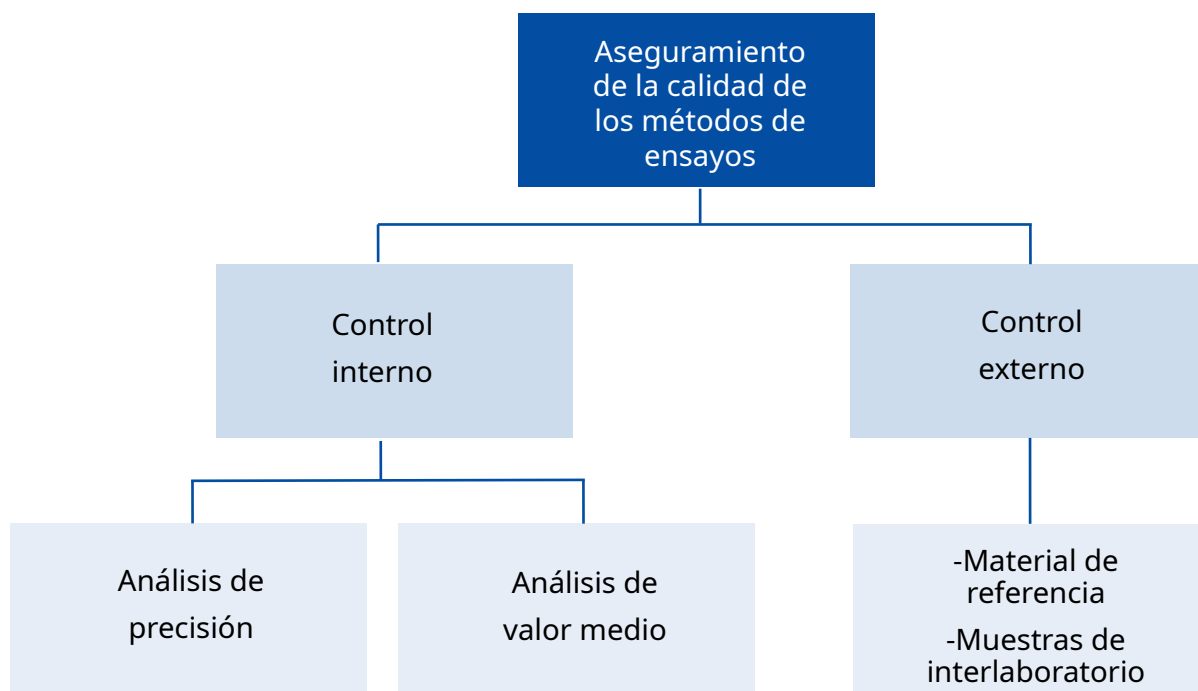 Aseguramiento
de la calidad de
los métodos de
ensayos
Control
interno
Control
externo
Análisis de
precisión
Análisis de
valor medio
-Material de
referencia
-Muestras de
interlaboratorio